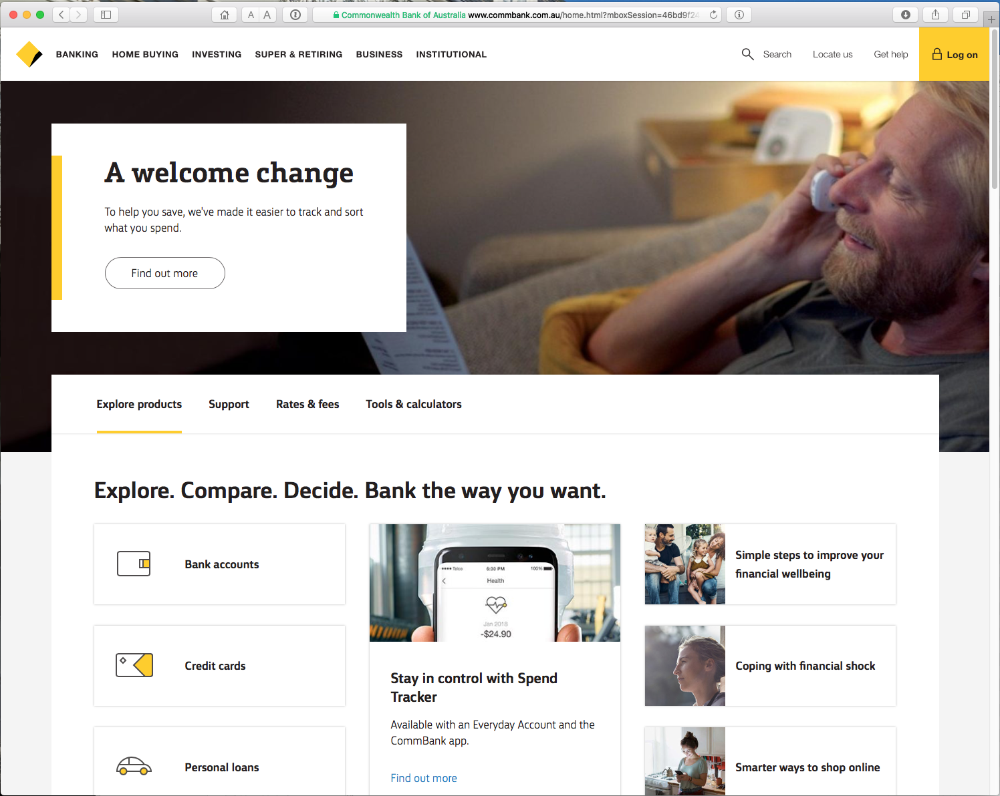 A A
Commonwealth Bank of Australia www.commbank.com.au/home.html?mboxSession=46bd9f24
BANKING HOME BUYING INVESTING SUPER & RETIRING BUSINESS INSTITUTIONAL Search Locate us Get help Log on
A welcome change
To help you save, we've made it easier to track and sort
what you spend.
Find out more
Explore products Support Rates & fees Tools & calculators
Explore. Compare. Decide. Bank the way you want.
Bank accounts
Credit cards
Personal loans
Telco 6:30 PM 100%
Health
Jan 2018
-$24.90
Stay in control with Spend
Tracker
Available with an Everyday Account and the
CommBank app.
Find out more
Simple steps to improve your
financial wellbeing
Coping with financial shock
Smarter ways to shop online